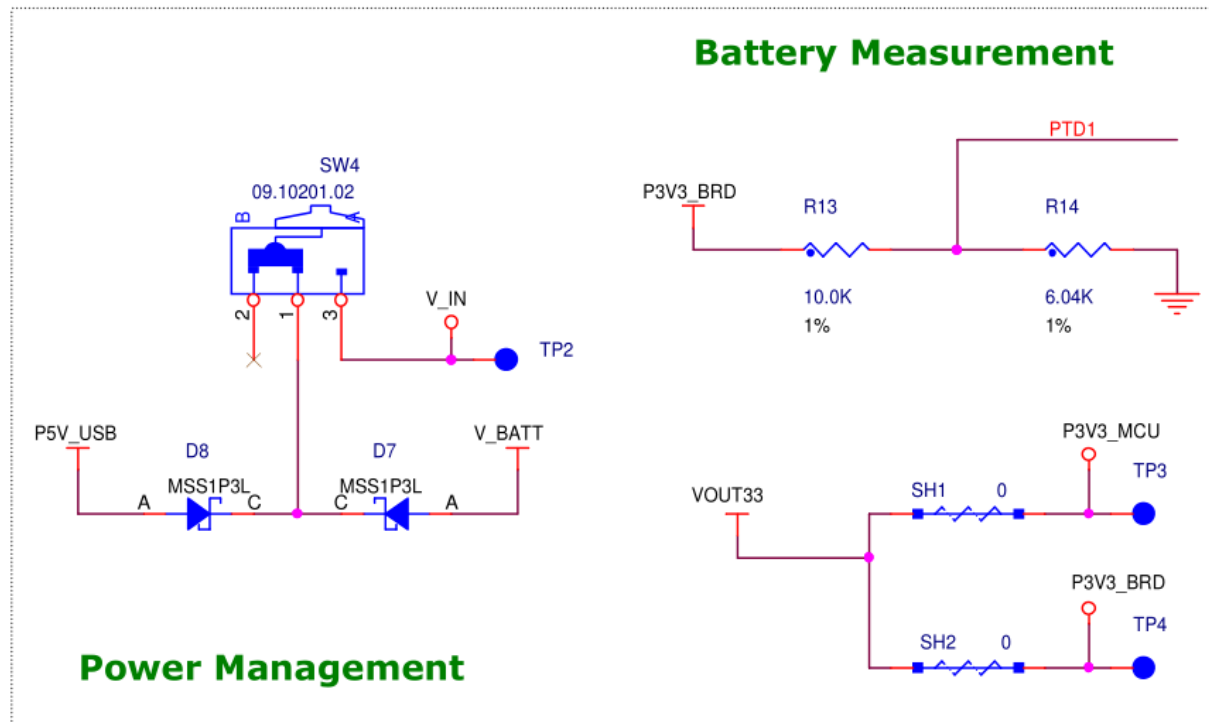 Battery Measurement
PTD1
P3V3_BRD
R13
R14
10.0K
6.04K
1%
1%
SW4
09.10201.02
B
A
2
1
3
V_IN
TP2
P5V_USB
V_BATT
D8
D7
MSS1P3L
MSS1P3L
A
C
C
A
Power Management
P3V3_MCU
TP3
VOUT33
SH1
0
P3V3_BRD
TP4
SH2
0